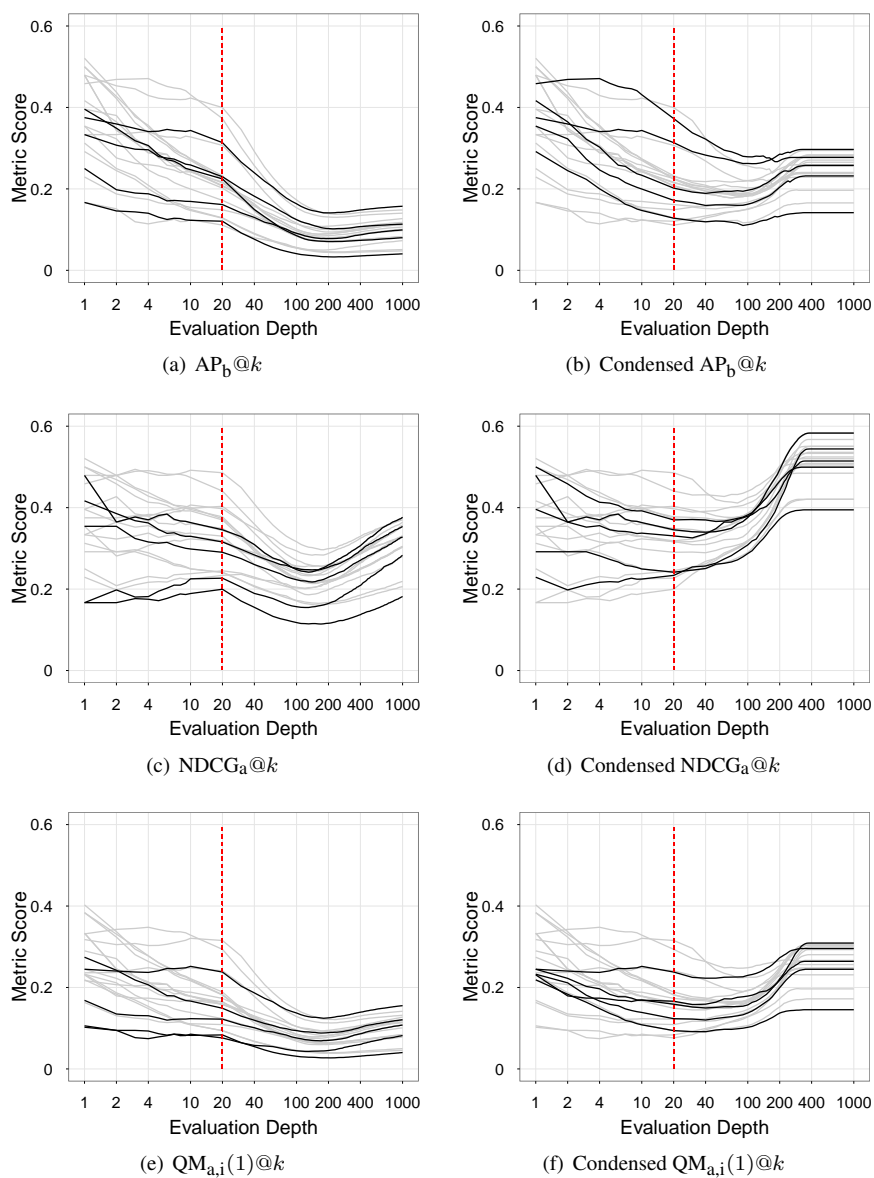 0.6
0.4
0.2
0
Metric Score
1 2 4 10 20 40 100 200 400 1000
Evaluation Depth
(a) APb@k
0.6
0.4
0.2
0
Metric Score
1 2 4 10 20 40 100 200 400 1000
Evaluation Depth
(b) Condensed APb@k
0.6
0.4
0.2
0
Metric Score
1 2 4 10 20 40 100 200 400 1000
Evaluation Depth
(c) NDCGa@k
0.6
0.4
0.2
0
Metric Score
1 2 4 10 20 40 100 200 400 1000
Evaluation Depth
(d) Condensed NDCGa@k
0.6
0.4
0.2
0
Metric Score
1 2 4 10 20 40 100 200 400 1000
Evaluation Depth
(e) QMa,i(1)@k
0.6
0.4
0.2
0
Metric Score
1 2 4 10 20 40 100 200 400 1000
Evaluation Depth
(f) Condensed QMa,i(1)@k